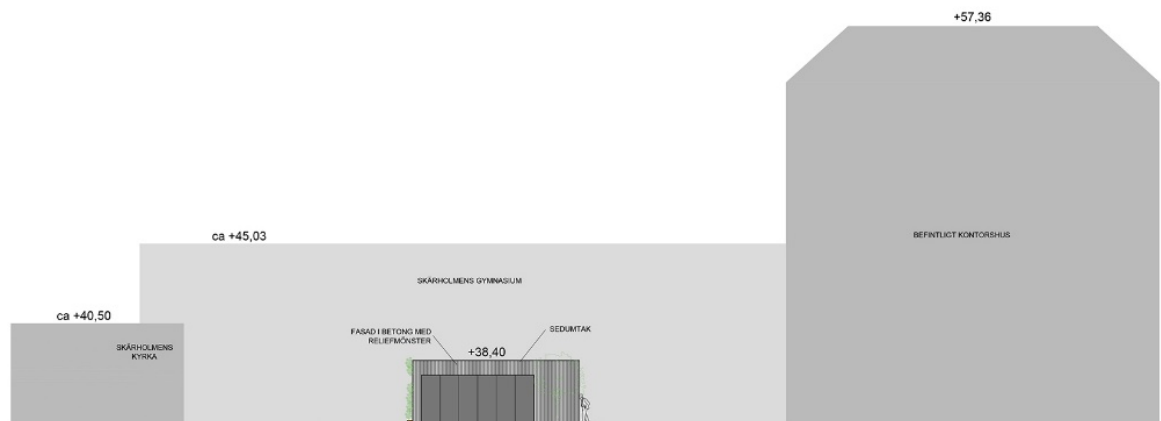 +57,36
ca +45,03
BEFINTLIGT KONTORSHUS
SKÄRHOLMENS GYMNASIUM
ca +40,50
SKÄRHOLMENS
KYRKA
FASAD I BETONG MED
RELIEFMÖNSTER
SEDUMTAK
+38,40